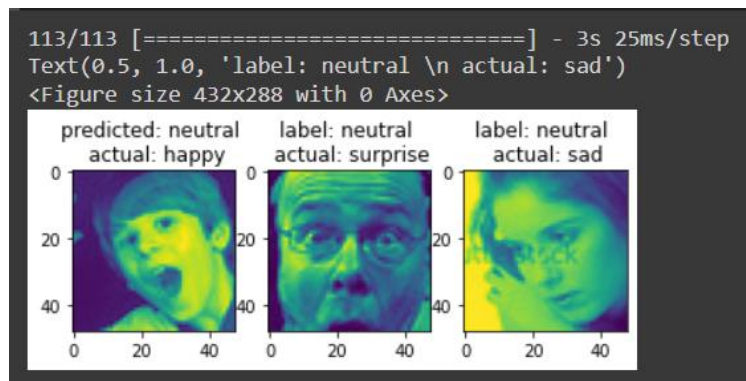 113/113 [==============================] - 3s 25ms/step
Text(0.5, 1.0, 'label: neutral \n actual: sad')
<Figure size 432x288 with 0 Axes>
predicted: neutral label: neutral label: neutral
actual: happy actual: surprise actual: sad
0 0 0
20 20 20
40 40 40
0 20 40 0 20 40 0 20 40